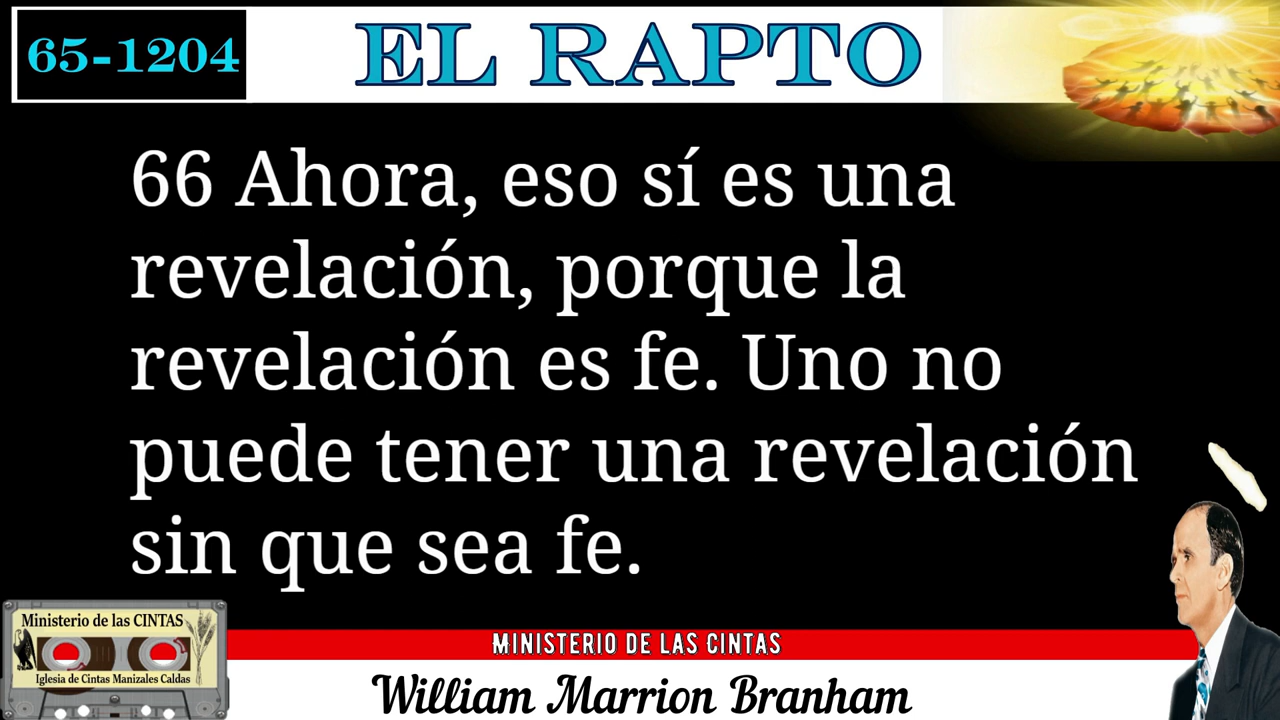 65-1204
EL RAPTO
66 Ahora, eso sí es una
revelación, porque la
revelación es fe. Uno no
puede tener una revelación
sin que sea fe.
Ministerio de las CINTAS
Iglesia de Cintas Manizales Caldas
MINISTERIO DE LAS CINTAS
William Marrion Branham